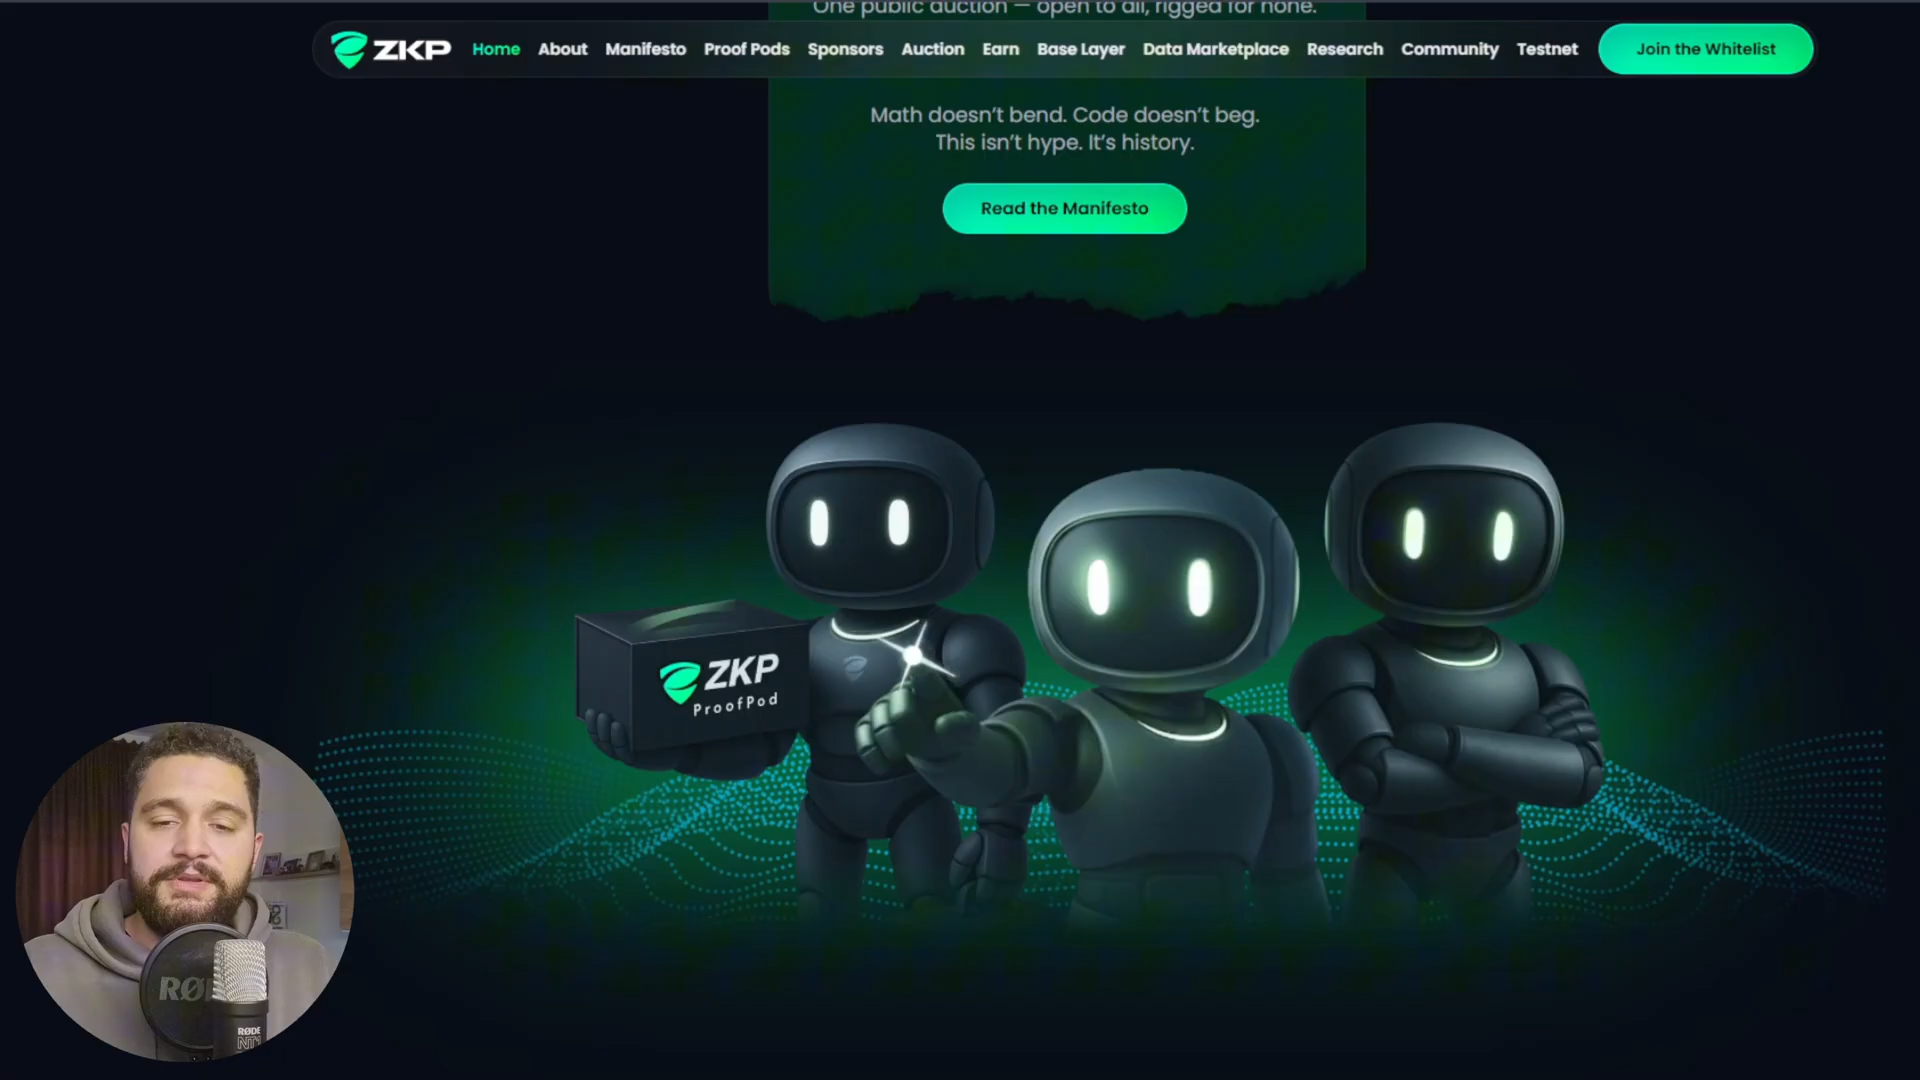 One public auction — open to all, rigged for none.
ZKP Home About Manifesto Proof Pods Sponsors Auction Earn Base Layer Data Marketplace Research Community Testnet Join the Whitelist
Math doesn't bend. Code doesn't beg.
This isn't hype. It's history.
Read the Manifesto
ZKP
ProofPod
RØDE
NT1